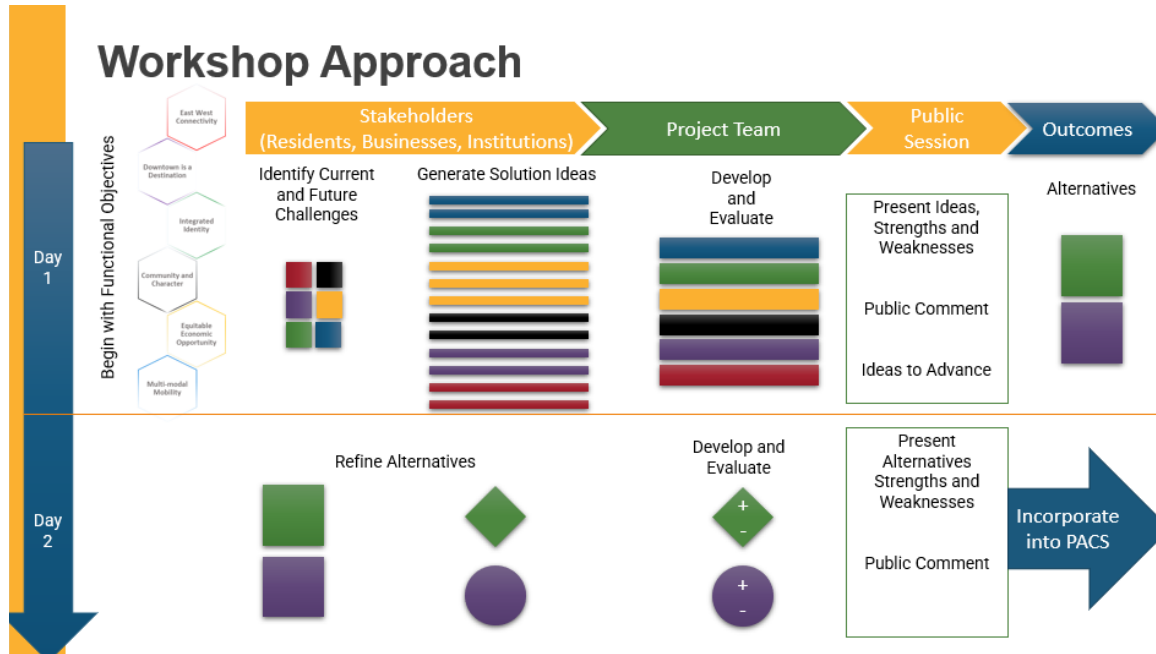 Workshop Approach
Begin with Functional Objectives
East West
Connectivity
Downtown is a
Destination
Integrated
Identity
Community and
Character
Equitable
Economic
Opportunity
Multi-modal
Mobility
Stakeholders
(Residents, Businesses, Institutions)
Project Team
Public
Session
Outcomes
Day
1
Identify Current
and Future
Challenges
Generate Solution Ideas
Develop
and
Evaluate
Present Ideas,
Strengths and
Weaknesses
Public Comment
Ideas to Advance
Alternatives
Day
2
Refine Alternatives
Develop and
Evaluate
+
-
+
-
Present
Alternatives
Strengths and
Weaknesses
Public Comment
Incorporate
into PACS